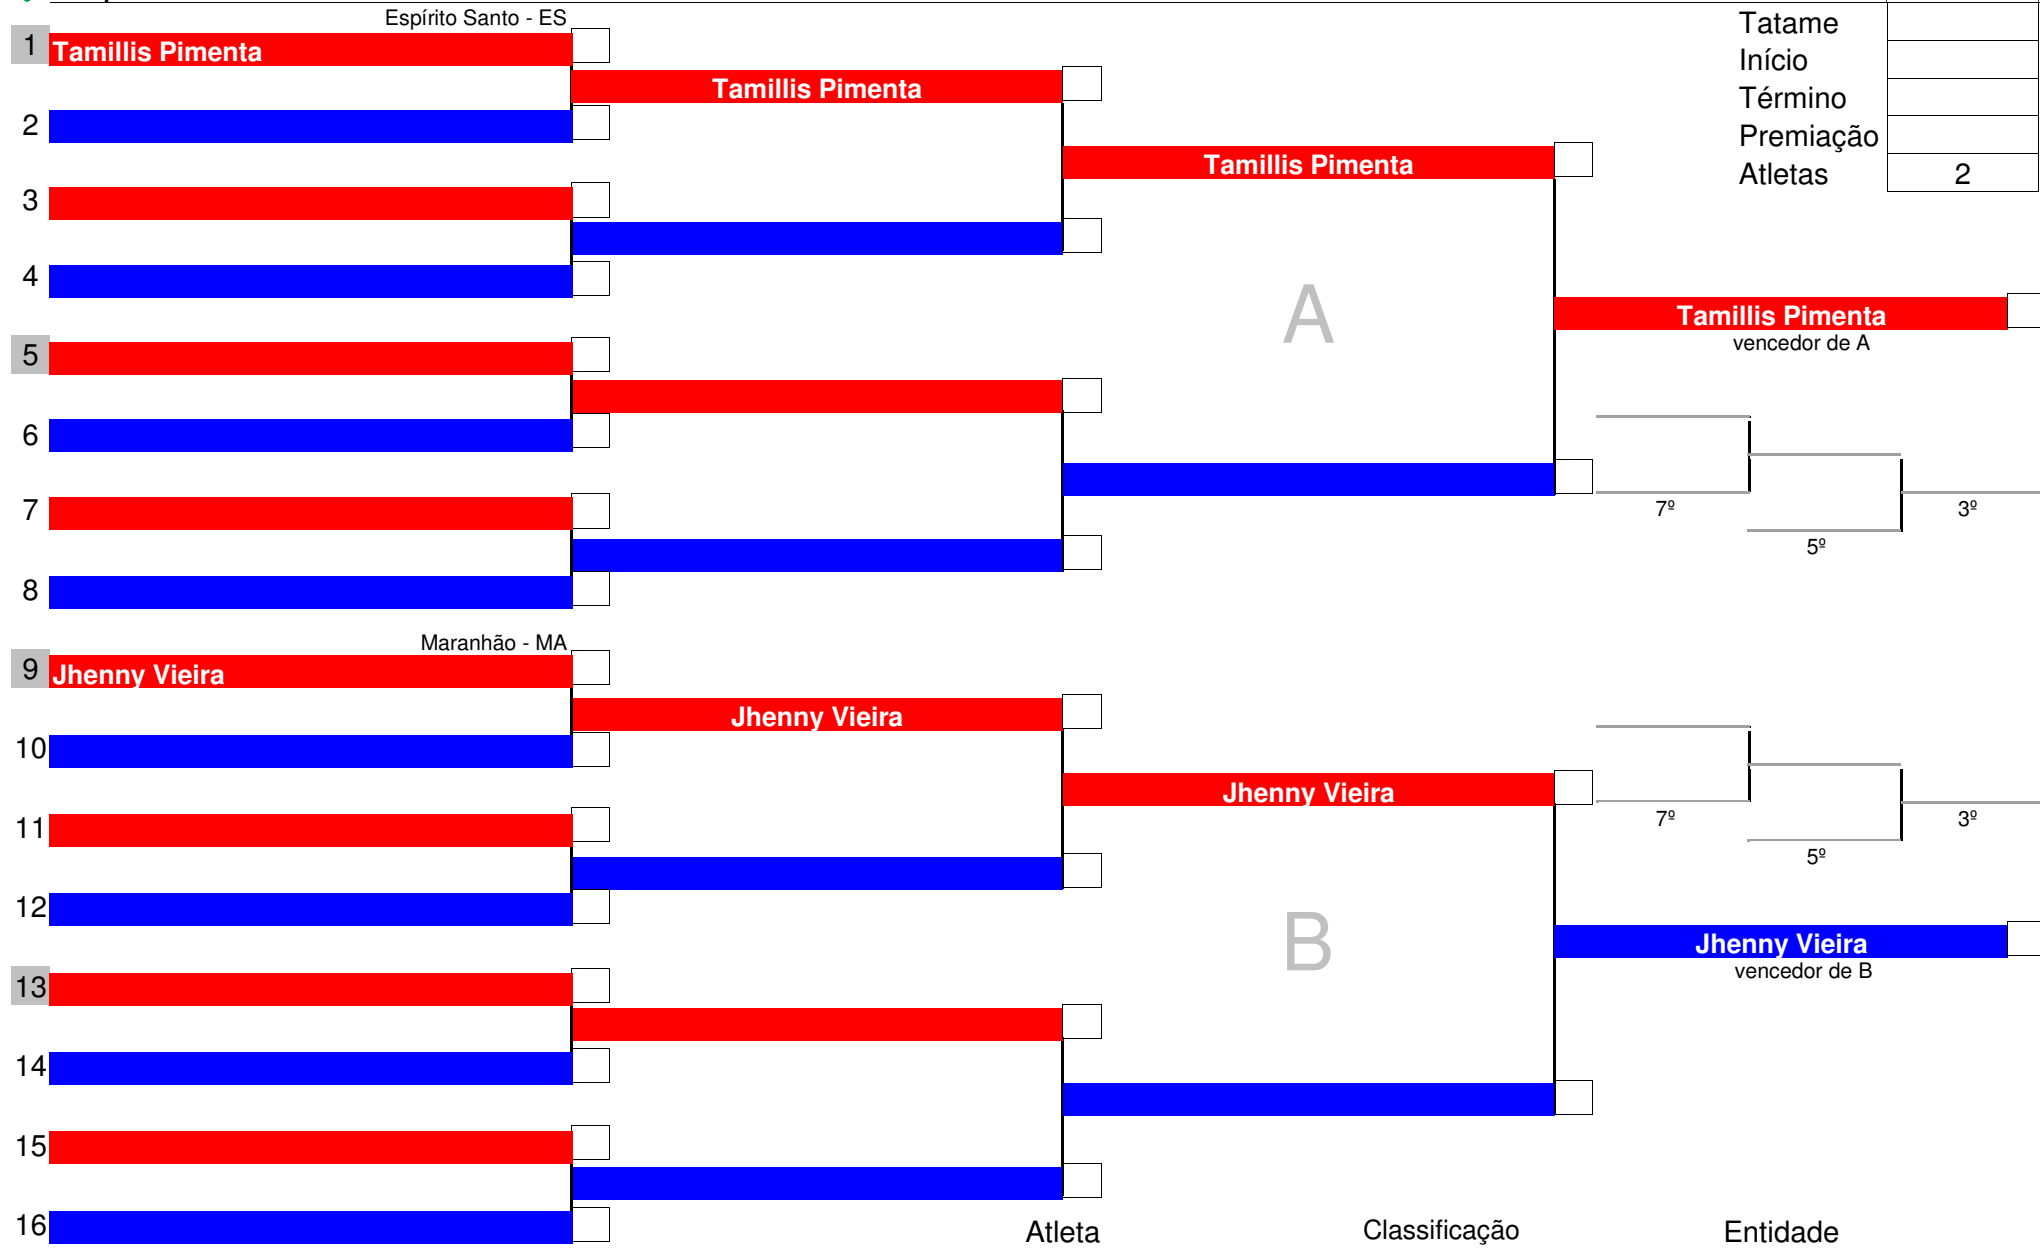 Espírito Santo - ES
Tatame
1 Tamillis Pimenta
Início
Tamillis Pimenta
Término
2
Premiação
Tamillis Pimenta
Atletas 2
3
4
A
Tamillis Pimenta
vencedor de A
5
6
7
7º
3º
5º
8
Maranhão - MA
9 Jhenny Vieira
Jhenny Vieira
10
Jhenny Vieira
11
7º
3º
5º
12
B
Jhenny Vieira
vencedor de B
13
14
15
16
Atleta Classificação Entidade